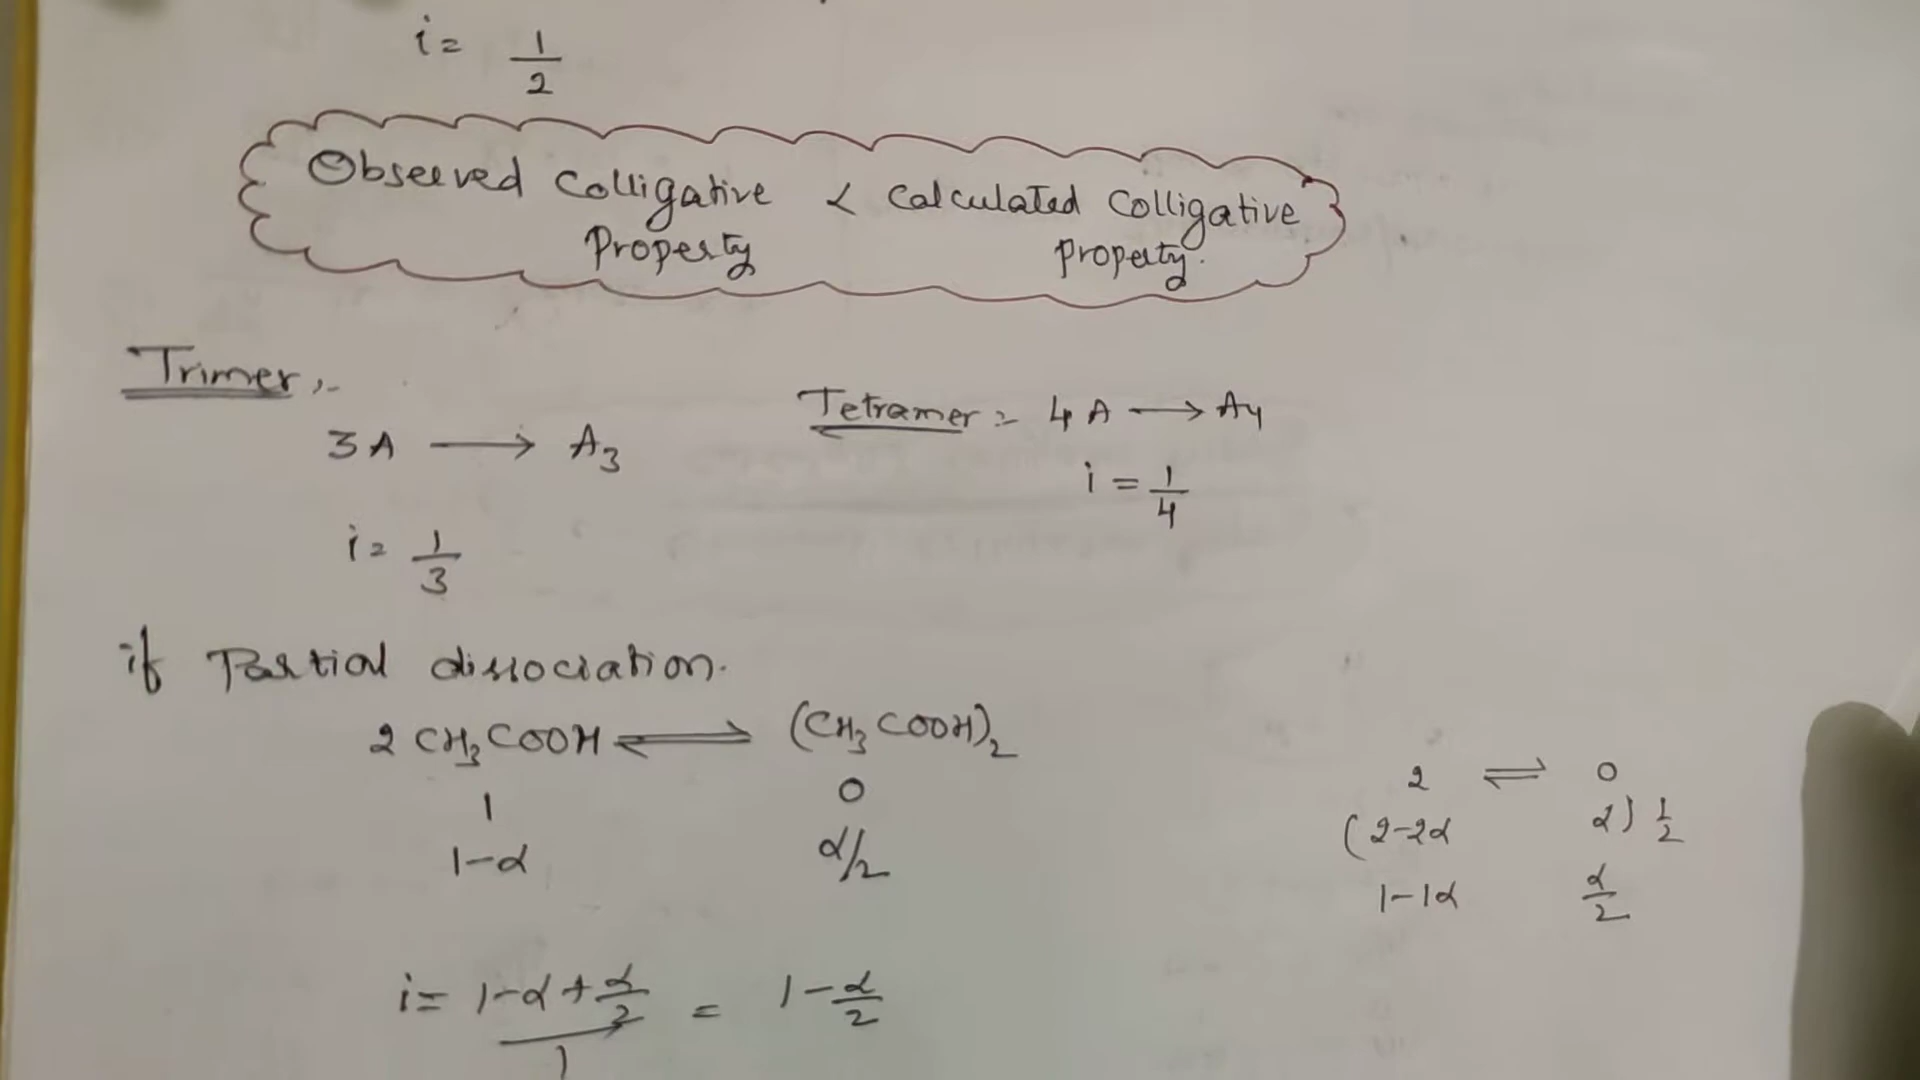 i = 1/2
Observed Colligative Property < Calculated Colligative Property.
Trimer :-
3A ⟶ A₃
i = 1/3
Tetramer :- 4A ⟶ A₄
i = 1/4
if Partial dissociation.
2 CH₃COOH ⇌ (CH₃COOH)₂
1 0
1-α α/2
i = (1-α+α/2)/1 = 1-α/2
2 ⇌ 0
(2-2α α) 1/2
1-1α α/2